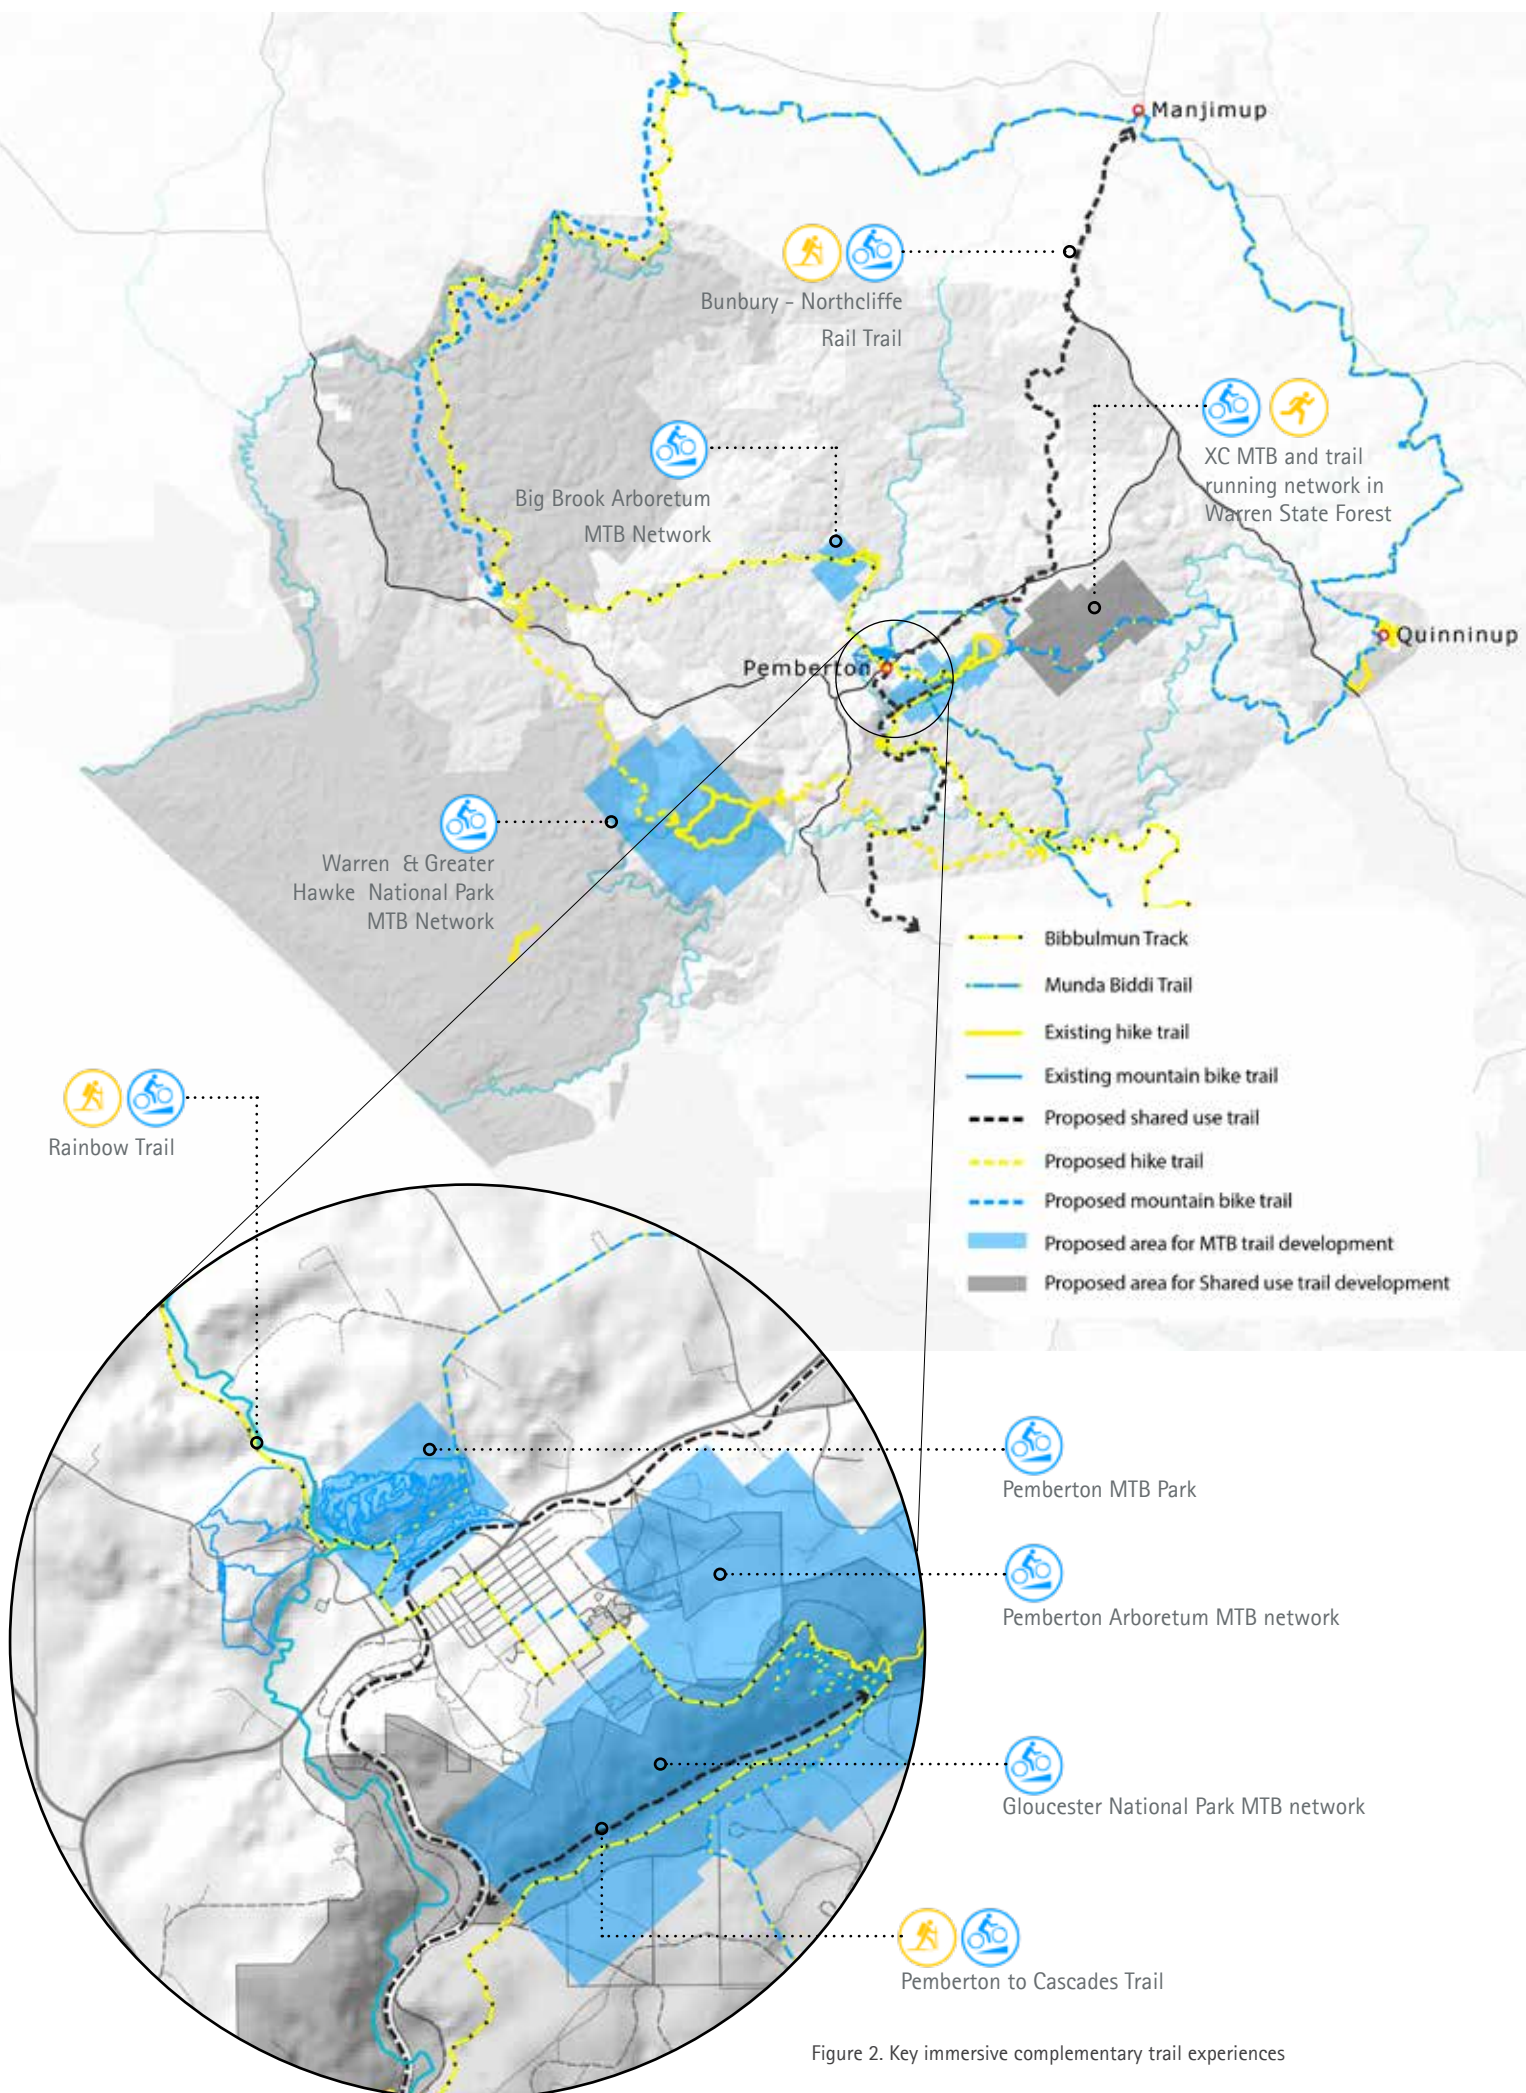 Manjimup
Bunbury - Northcliffe
Rail Trail
XC MTB and trail
running network in
Warren State Forest
Big Brook Arboretum
MTB Network
Quinninup
Pemberton
Warren & Greater
Hawke National Park
MTB Network
Bibbulmun Track
Munda Biddi Trail
Existing hike trail
Existing mountain bike trail
Proposed shared use trail
Proposed hike trail
Proposed mountain bike trail
Proposed area for MTB trail development
Proposed area for Shared use trail development
Rainbow Trail
Pemberton MTB Park
Pemberton Arboretum MTB network
Gloucester National Park MTB network
Pemberton to Cascades Trail
Figure 2. Key immersive complementary trail experiences